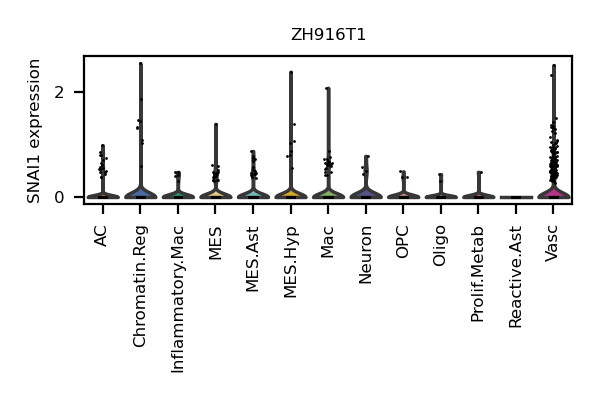 ZH916T1
SNAI1 expression
2
0
AC
Chromatin.Reg
Inflammatory.Mac
MES
MES.Ast
MES.Hyp
Mac
Neuron
OPC
Oligo
Prolif.Metab
Reactive.Ast
Vasc